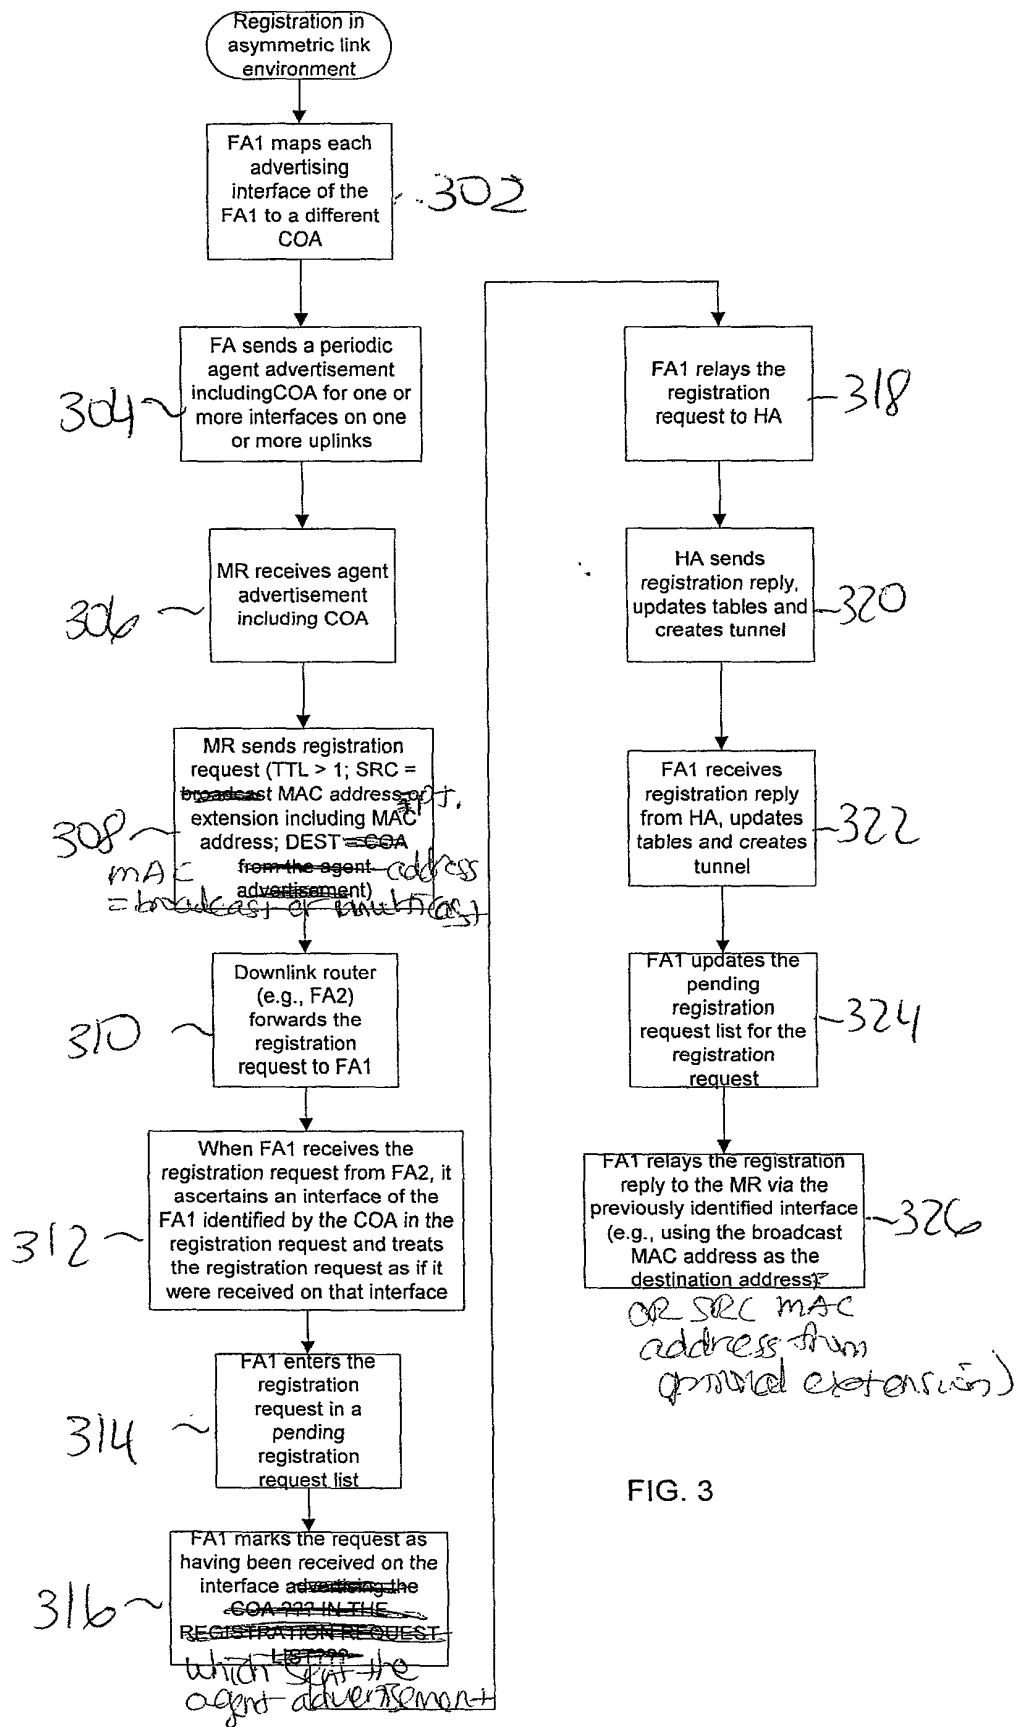 Registration in
asymmetric link
environment
FA1 maps each
advertising
interface of the
FA1 to a different
COA
302
FA sends a periodic
agent advertisement
includingCOA for one or
more interfaces on one
or more uplinks
304
MR receives agent
advertisement
including COA
306
MR sends registration
request (TTL > 1; SRC =
broadcast MAC address opt.
extension including MAC
address; DEST = COA
from the agent address
advertisement)
MAC
= broadcast or multicast
308
Downlink router
(e.g., FA2)
forwards the
registration
request to FA1
310
When FA1 receives the
registration request from FA2, it
ascertains an interface of the
FA1 identified by the COA in the
registration request and treats
the registration request as if it
were received on that interface
312
FA1 enters the
registration
request in a
pending
registration
request list
314
FA1 marks the request as
having been received on the
interface advertising the
COA ??? IN THE
REGISTRATION REQUEST
LIST???
which sent the
agent advertisement
316
FA1 relays the
registration
request to HA
318
HA sends
registration reply,
updates tables and
creates tunnel
320
FA1 receives
registration reply
from HA, updates
tables and creates
tunnel
322
FA1 updates the
pending
registration
request list for the
registration
request
324
FA1 relays the registration
reply to the MR via the
previously identified interface
(e.g., using the broadcast
MAC address as the
destination address
OR SRC MAC
address from
extension)
326
FIG. 3